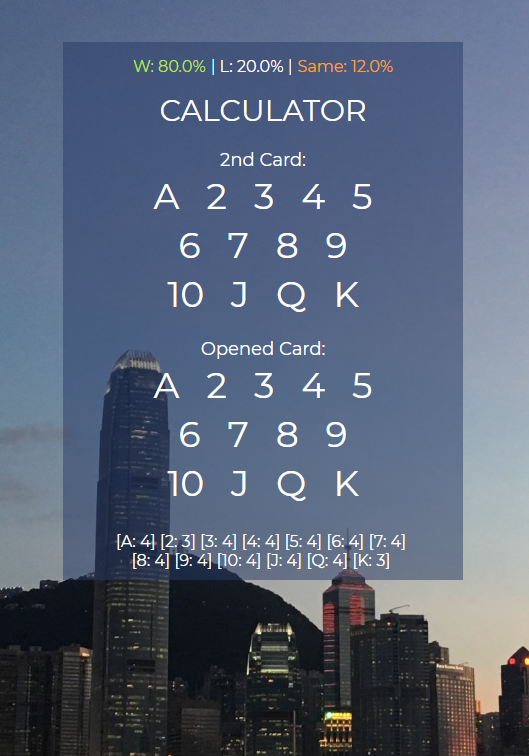 W: 80.0% | L: 20.0% | Same: 12.0%
CALCULATOR
2nd Card:
A 2 3 4 5
6 7 8 9
10 J Q K
Opened Card:
A 2 3 4 5
6 7 8 9
10 J Q K
[A: 4] [2: 3] [3: 4] [4: 4] [5: 4] [6: 4] [7: 4]
[8: 4] [9: 4] [10: 4] [J: 4] [Q: 4] [K: 3]